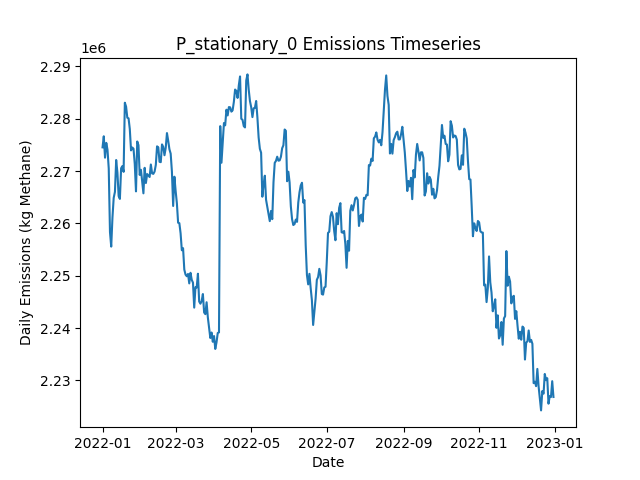 P_stationary_0 Emissions Timeseries
1e6
2.29
2.28
2.27
2.26
2.25
2.24
2.23
Daily Emissions (kg Methane)
2022-01 2022-03 2022-05 2022-07 2022-09 2022-11 2023-01
Date